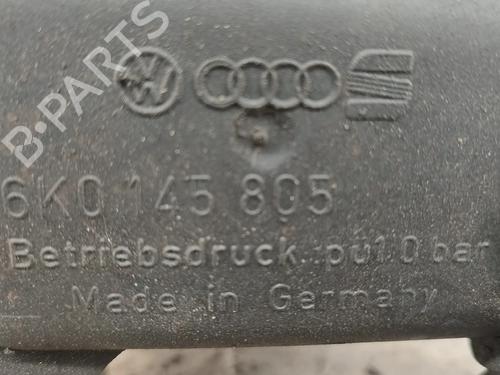 B-PARTS
6K0 145 805
Betriebsdruck pü1.0 bar
Made in Germany